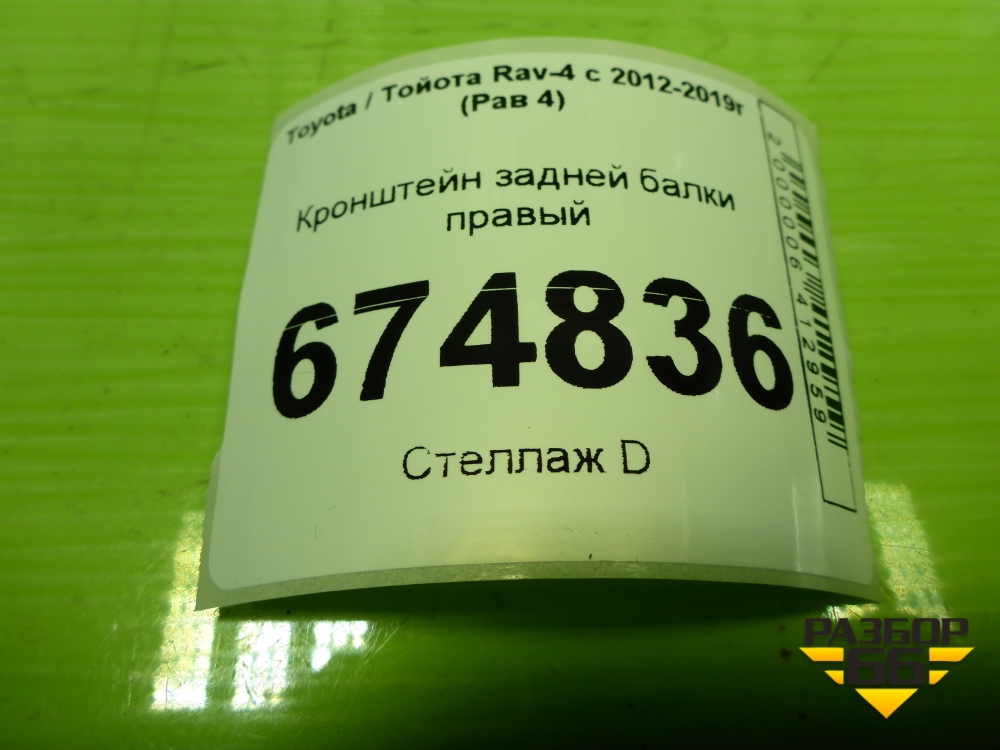 Toyota / Тойота Rav-4 с 2012-2019г
(Рав 4)
Кронштейн задней балки
правый
674836
Стеллаж D
2000006412959
РАЗБОР
66